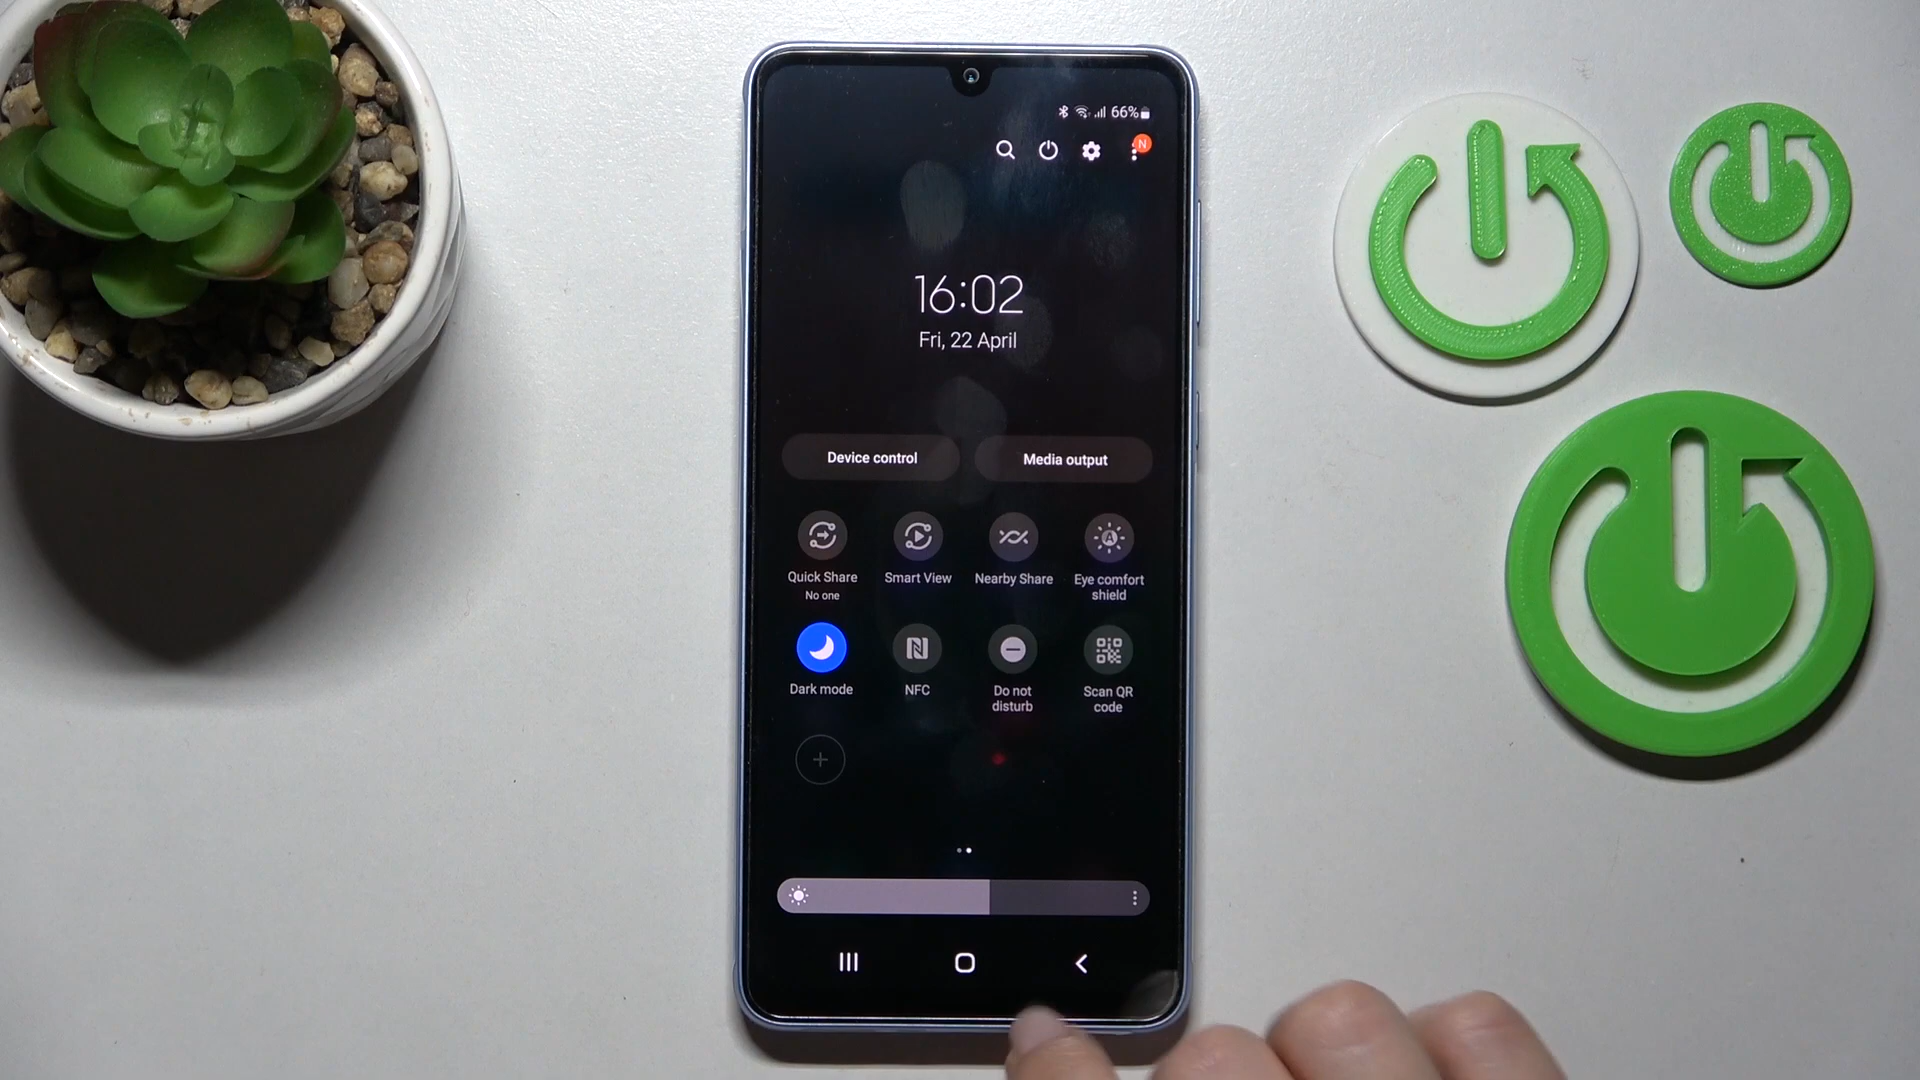 66%
N
16:02
Fri, 22 April
Device control
Media output
Quick Share
No one
Smart View
Nearby Share
Eye comfort
shield
Dark mode
NFC
Do not
disturb
Scan QR
code